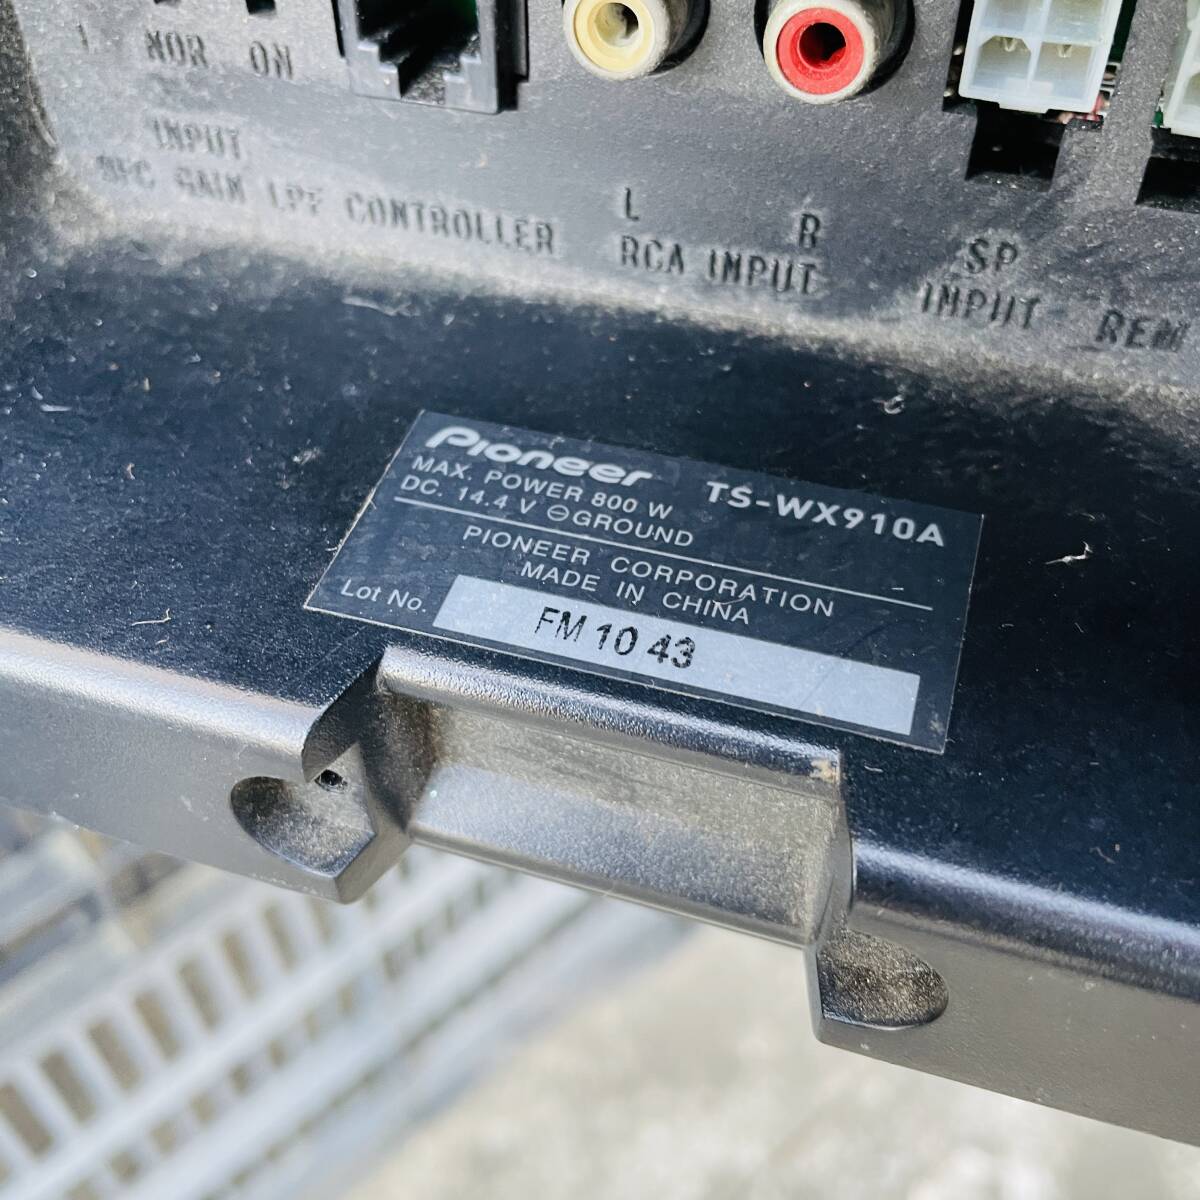 NOR ON
INPUT
GAIN LPF CONTROLLER
L R
RCA INPUT
SP
INPUT
REM
Pioneer TS-WX910A
MAX. POWER 800 W
DC. 14.4 V ⊖GROUND
PIONEER CORPORATION
MADE IN CHINA
Lot No. FM 10 43